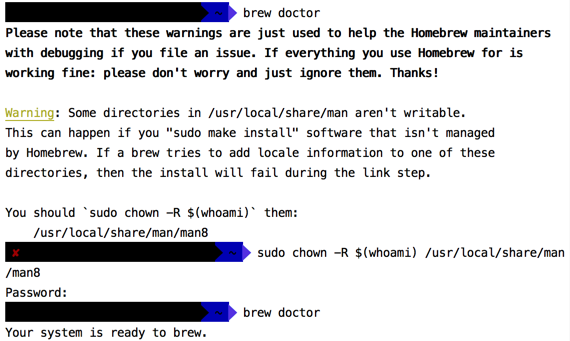 ~ brew doctor
Please note that these warnings are just used to help the Homebrew maintainers
with debugging if you file an issue. If everything you use Homebrew for is
working fine: please don't worry and just ignore them. Thanks!
Warning: Some directories in /usr/local/share/man aren't writable.
This can happen if you "sudo make install" software that isn't managed
by Homebrew. If a brew tries to add locale information to one of these
directories, then the install will fail during the link step.
You should `sudo chown -R $(whoami)` them:
/usr/local/share/man/man8
✘ ~ sudo chown -R $(whoami) /usr/local/share/man
/man8
Password:
~ brew doctor
Your system is ready to brew.